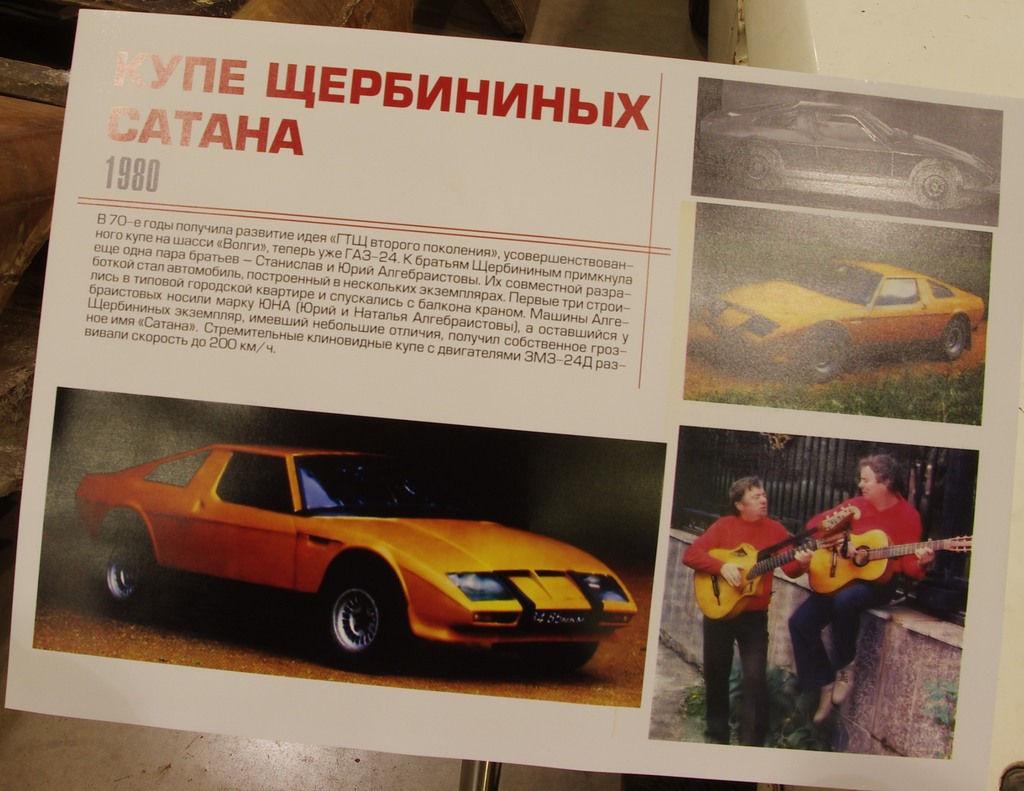 КУПЕ ЩЕРБИНИНЫХ
САТАНА
1980
В 70-е годы получила развитие идея «ГТЩ второго поколения», усовершенствован-
ного купе на шасси «Волги», теперь уже ГАЗ-24. К братьям Щербининым примкнула
еще одна пара братьев – Станислав и Юрий Алгебраистовы. Их совместной разра-
боткой стал автомобиль, построенный в нескольких экземплярах. Первые три строи-
лись в типовой городской квартире и спускались с балкона краном. Машины Алге-
браистовых носили марку ЮНА (Юрий и Наталья Алгебраистовы), а оставшийся у
Щербининых экземпляр, имевший небольшие отличия, получил собственное гроз-
ное имя «Сатана». Стремительные клиновидные купе с двигателями ЗМЗ-24Д раз-
вивали скорость до 200 км/ч.